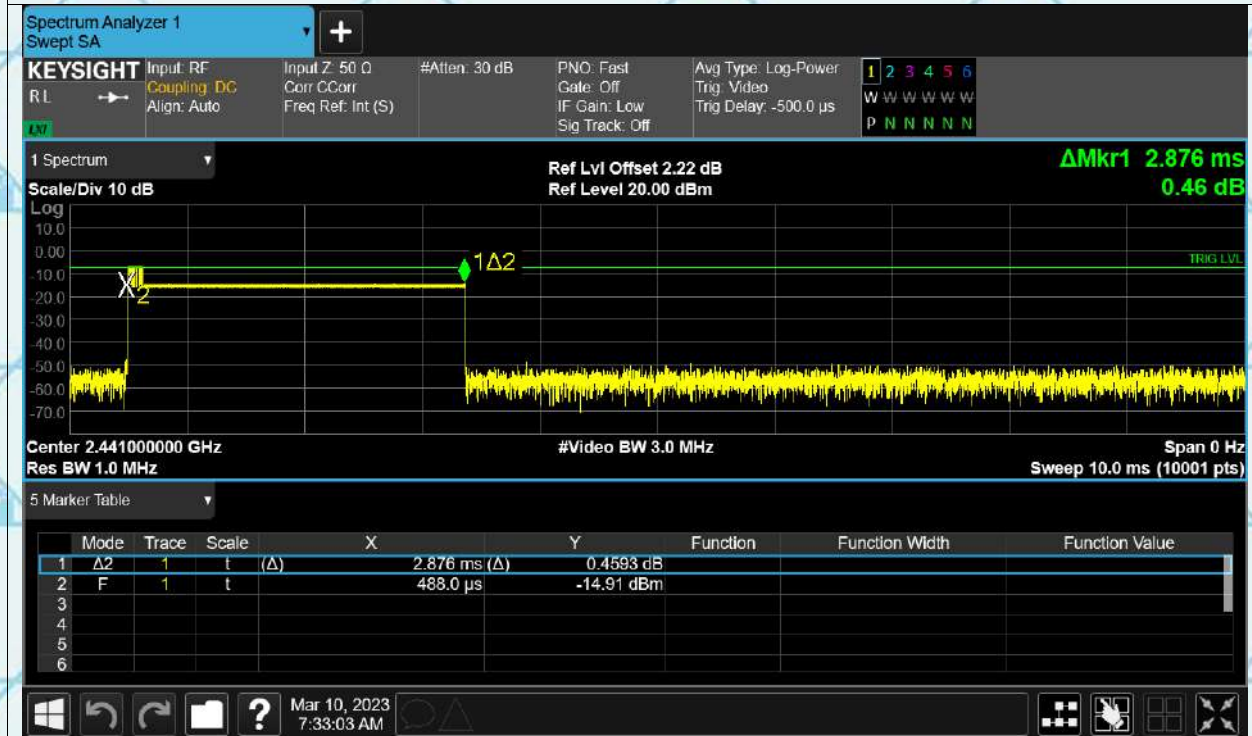 Spectrum Analyzer 1
Swept SA
+
KEYSIGHT
RL
LXI
Input: RF
Coupling: DC
Align: Auto
Input Z: 50 Ω
Corr CCorr
Freq Ref: Int (S)
#Atten: 30 dB
PNO: Fast
Gate: Off
IF Gain: Low
Sig Track: Off
Avg Type: Log-Power
Trig: Video
Trig Delay: -500.0 µs
1 2 3 4 5 6
W W W W W W
P N N N N N
1 Spectrum
Scale/Div 10 dB
Ref Lvl Offset 2.22 dB
Ref Level 20.00 dBm
ΔMkr1 2.876 ms
0.46 dB
Log
10.0
0.00
-10.0
-20.0
-30.0
-40.0
-50.0
-60.0
-70.0
X2
1Δ2
TRIG LVL
Center 2.441000000 GHz
Res BW 1.0 MHz
#Video BW 3.0 MHz
Span 0 Hz
Sweep 10.0 ms (10001 pts)
5 Marker Table
Mode Trace Scale X Y Function Function Width Function Value
1 Δ2 1 t (Δ) 2.876 ms (Δ) 0.4593 dB
2 F 1 t 488.0 µs -14.91 dBm
3
4
5
6
?
Mar 10, 2023
7:33:03 AM